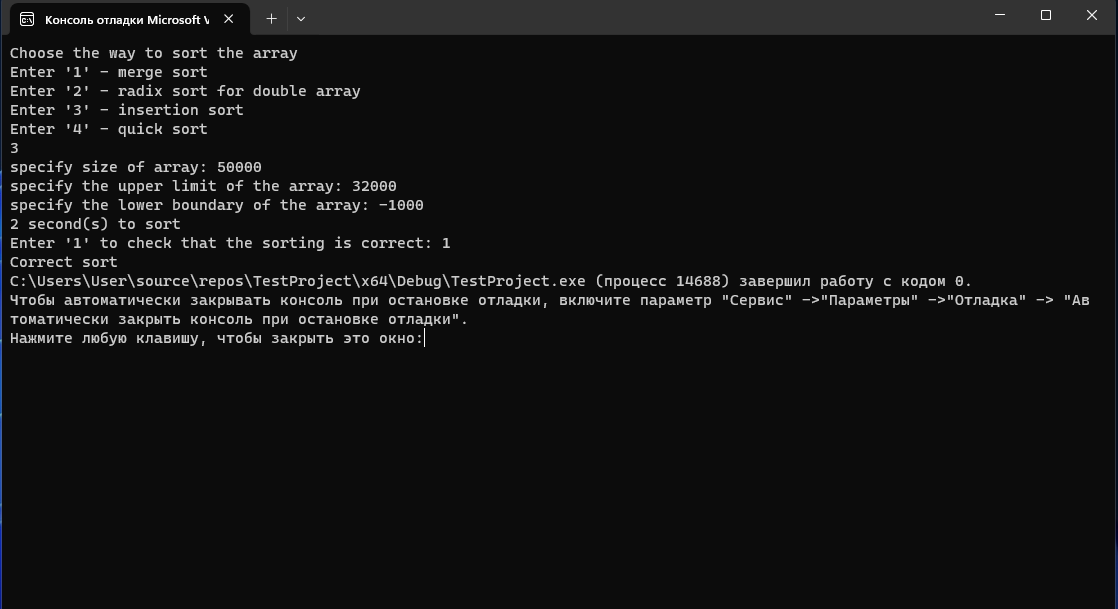 Консоль отладки Microsoft V
Choose the way to sort the array
Enter '1' - merge sort
Enter '2' - radix sort for double array
Enter '3' - insertion sort
Enter '4' - quick sort
3
specify size of array: 50000
specify the upper limit of the array: 32000
specify the lower boundary of the array: -1000
2 second(s) to sort
Enter '1' to check that the sorting is correct: 1
Correct sort
C:\Users\User\source\repos\TestProject\x64\Debug\TestProject.exe (процесс 14688) завершил работу с кодом 0.
Чтобы автоматически закрывать консоль при остановке отладки, включите параметр "Сервис" ->"Параметры" ->"Отладка" -> "Ав
томатически закрыть консоль при остановке отладки".
Нажмите любую клавишу, чтобы закрыть это окно: